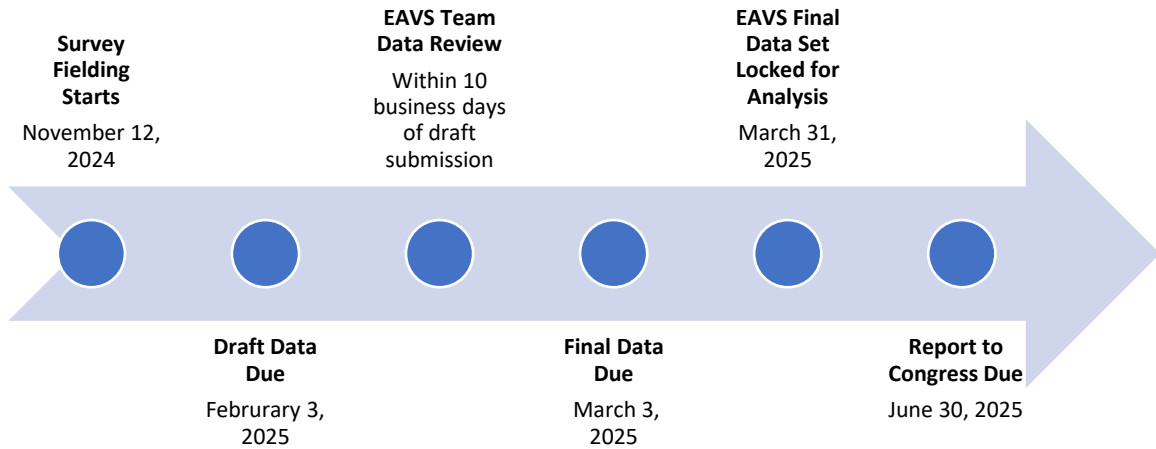 Survey
Fielding
Starts
November 12,
2024
Draft Data
Due
Februrary 3,
2025
EAVS Team
Data Review
Within 10
business days
of draft
submission
Final Data
Due
March 3,
2025
EAVS Final
Data Set
Locked for
Analysis
March 31,
2025
Report to
Congress Due
June 30, 2025